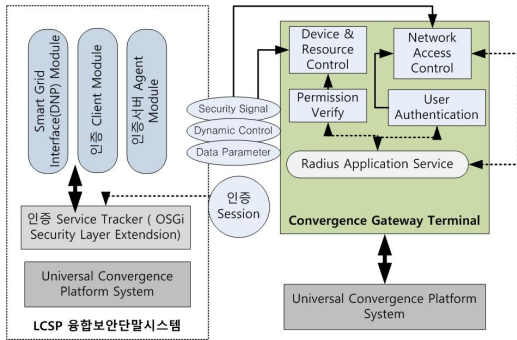 Smart Grid
Interface(DNP) Module
인증 Client Module
인증서비 Agent
Module
인증 Service Tracker ( OSGi
Security Layer Extendsion)
Universal Convergence
Platform System
LCSP 융합보안단말시스템
Security Signal
Dynamic Control
Data Parameter
인증
Session
Device &
Resource
Control
Network
Access
Control
Permission
Verify
User
Authentication
Radius Application Service
Convergence Gateway Terminal
Universal Convergence Platform
System